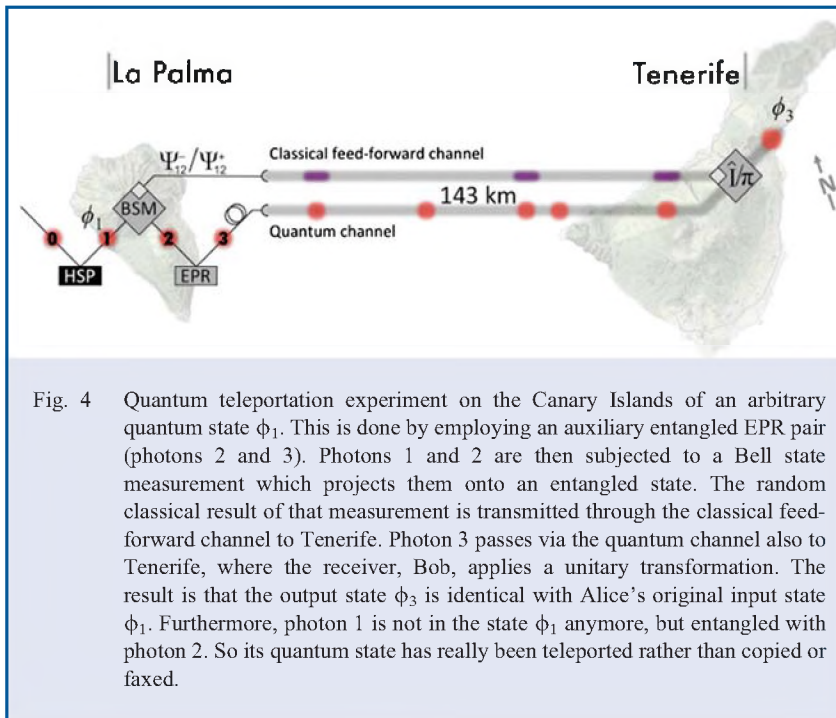 La Palma
Tenerife
ϕ3
Ψ⁻12/Ψ⁺12
Classical feed-forward channel
Î/π
N
143 km
ϕ1
BSM
0
1
2
3
Quantum channel
HSP
EPR
Fig. 4 Quantum teleportation experiment on the Canary Islands of an arbitrary
quantum state ϕ1. This is done by employing an auxiliary entangled EPR pair
(photons 2 and 3). Photons 1 and 2 are then subjected to a Bell state
measurement which projects them onto an entangled state. The random
classical result of that measurement is transmitted through the classical feed-
forward channel to Tenerife. Photon 3 passes via the quantum channel also to
Tenerife, where the receiver, Bob, applies a unitary transformation. The
result is that the output state ϕ3 is identical with Alice's original input state
ϕ1. Furthermore, photon 1 is not in the state ϕ1 anymore, but entangled with
photon 2. So its quantum state has really been teleported rather than copied or
faxed.